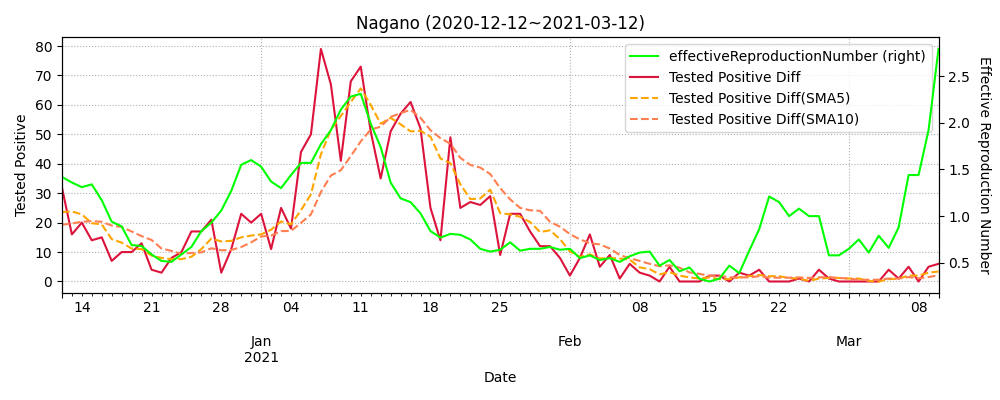 Nagano (2020-12-12~2021-03-12)
effectiveReproductionNumber (right)
Tested Positive Diff
Tested Positive Diff(SMA5)
Tested Positive Diff(SMA10)
Tested Positive
80
70
60
50
40
30
20
10
0
2.5
2.0
1.5
1.0
0.5
Effective Reproduction Number
14 21 28 04 11 18 25 08 15 22 08
Jan Feb Mar
2021
Date